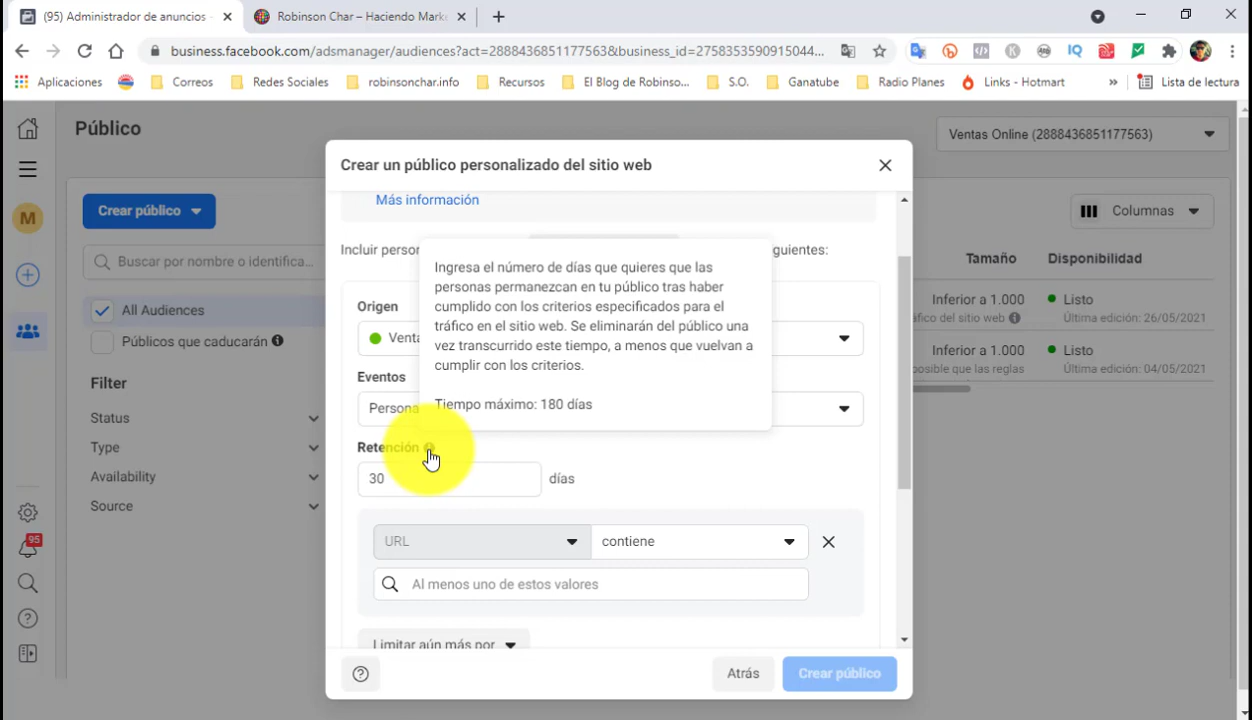 (95) Administrador de anuncios
Robinson Char – Haciendo Mark
business.facebook.com/adsmanager/audiences?act=2888436851177563&business_id=2758353590915044...
Aplicaciones
Correos
Redes Sociales
robinsonchar.info
Recursos
El Blog de Robinso...
S.O.
Ganatube
Radio Planes
Links - Hotmart
»
Lista de lectura
Público
Ventas Online (2888436851177563)
Crear un público personalizado del sitio web
Más información
M
Crear público
Columnas
Buscar por nombre o identifica...
Incluir person
guientes:
Ingresa el número de días que quieres que las
personas permanezcan en tu público tras haber
cumplido con los criterios especificados para el
tráfico en el sitio web. Se eliminarán del público una
vez transcurrido este tiempo, a menos que vuelvan a
cumplir con los criterios.
Tiempo máximo: 180 días
Tamaño
Disponibilidad
All Audiences
Públicos que caducarán
Origen
Venta
Inferior a 1.000
Listo
áfico del sitio web
Última edición: 26/05/2021
Inferior a 1.000
Listo
posible que las reglas
Última edición: 04/05/2021
Filter
Status
Type
Availability
Source
Eventos
Persona
Retención
30
días
URL
contiene
Al menos uno de estos valores
Limitar aún más por
Atrás
Crear público
95
IQ